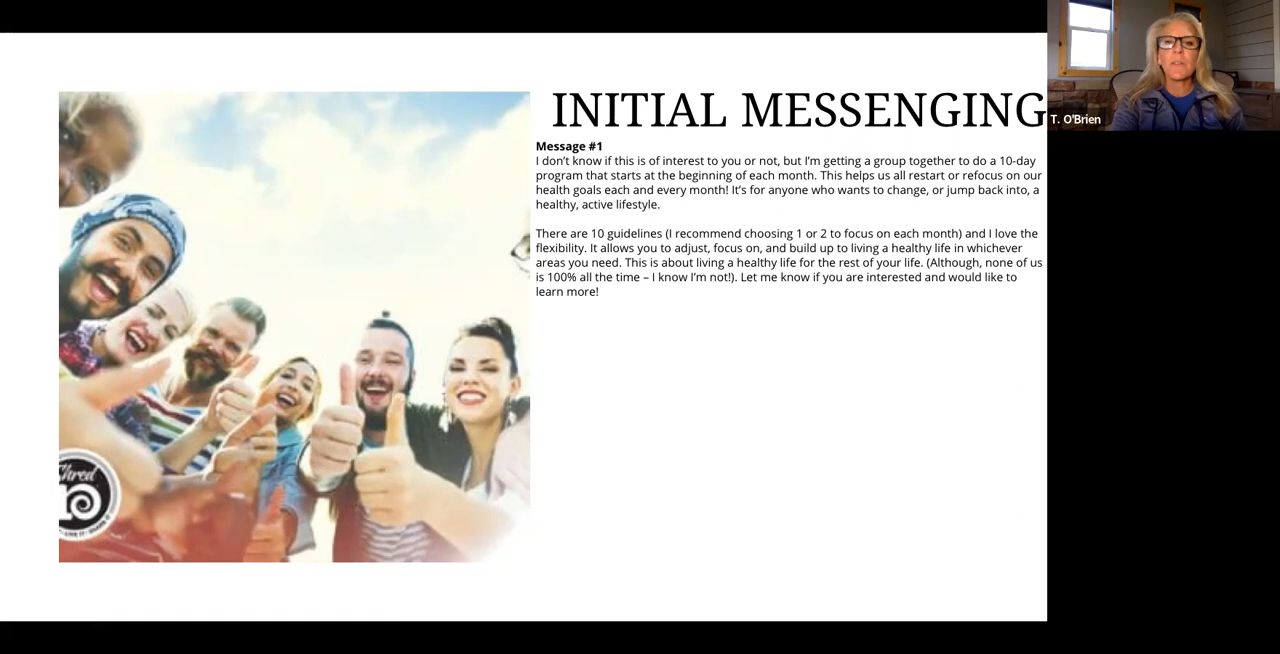 INITIAL MESSENGING
T. O'Brien
Message #1
I don’t know if this is of interest to you or not, but I’m getting a group together to do a 10-day
program that starts at the beginning of each month. This helps us all restart or refocus on our
health goals each and every month! It’s for anyone who wants to change, or jump back into, a
healthy, active lifestyle.
There are 10 guidelines (I recommend choosing 1 or 2 to focus on each month) and I love the
flexibility. It allows you to adjust, focus on, and build up to living a healthy life in whichever
areas you need. This is about living a healthy life for the rest of your life. (Although, none of us
is 100% all the time – I know I’m not!). Let me know if you are interested and would like to
learn more!
Shred
10
LIVE IT